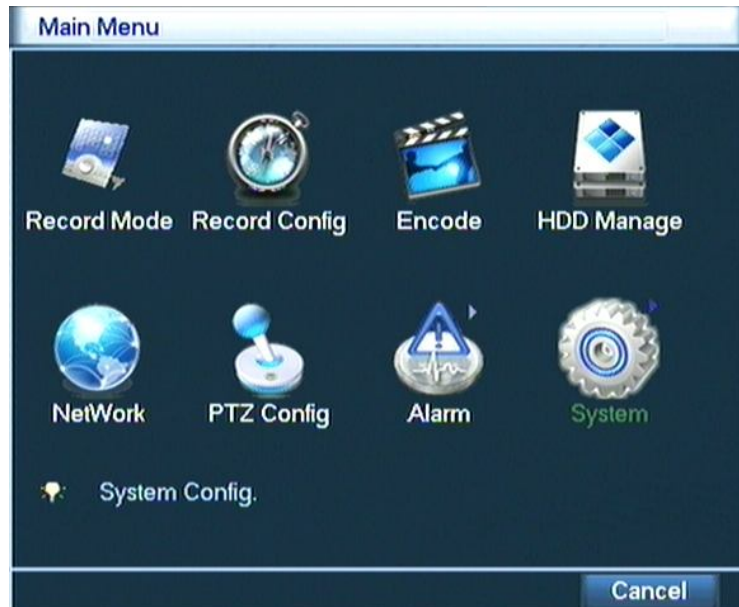 Main Menu
Record Mode Record Config Encode HDD Manage
NetWork PTZ Config Alarm System
System Config.
Cancel